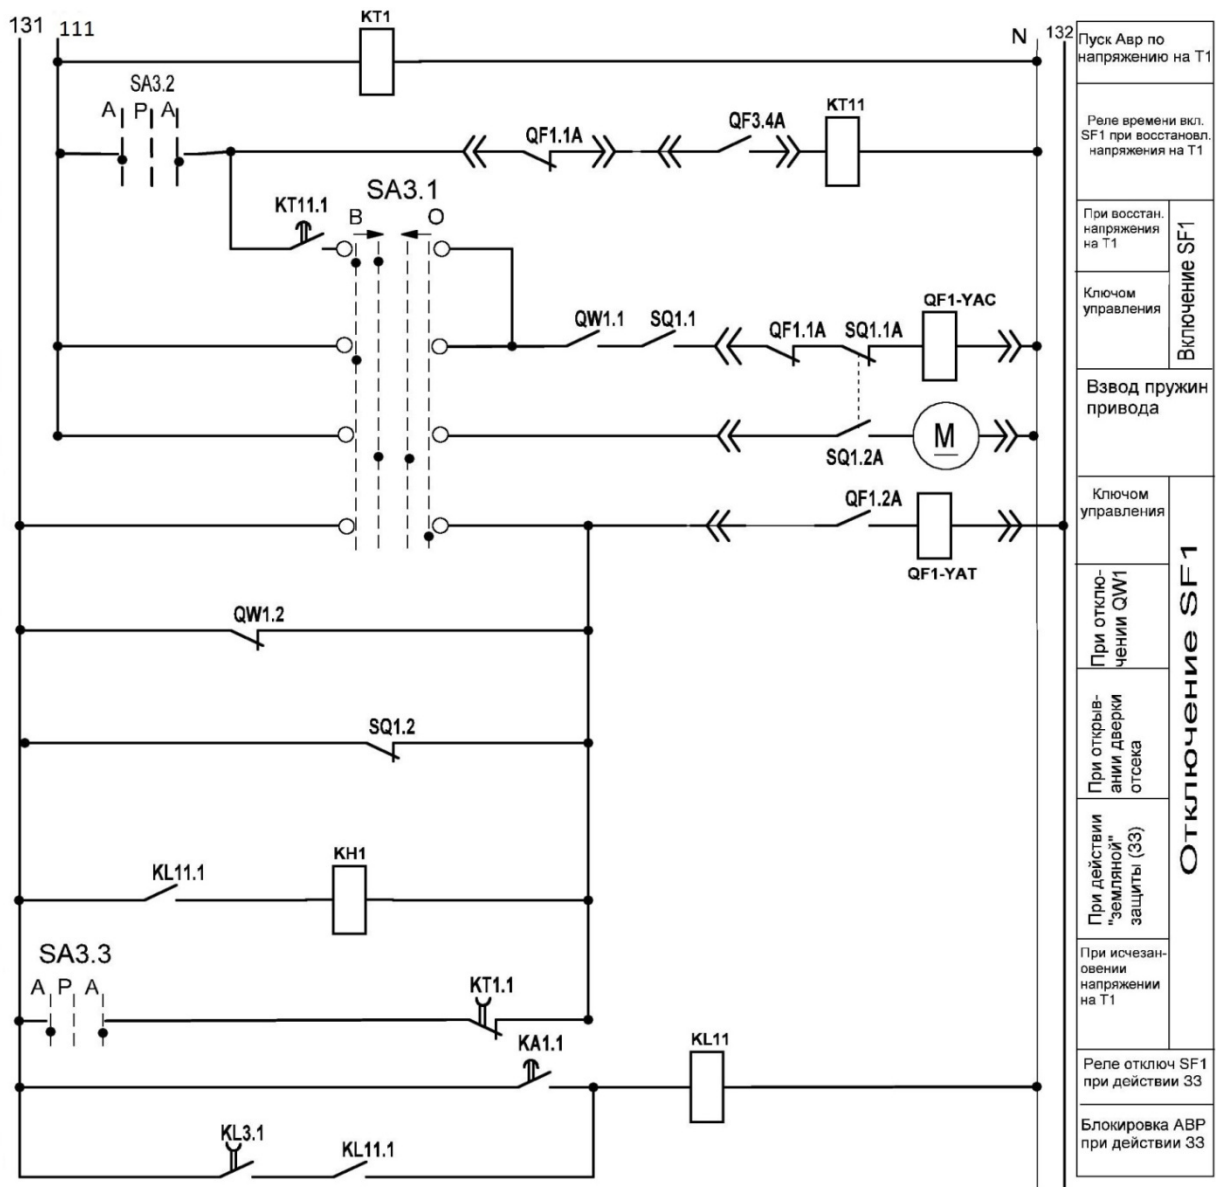 131
111
KT1
N
132
Пуск Авр по
напряжению на Т1
SA3.2
A P A
QF1.1A
QF3.4A
KT11
Реле времени вкл.
SF1 при восстановл.
напряжения на Т1
SA3.1
KT11.1
В
О
При восстан.
напряжения
на Т1
Включение SF1
Ключом
управления
QW1.1
SQ1.1
QF1.1A
SQ1.1A
QF1-YAC
Взвод пружин
привода
SQ1.2A
M
Ключом
управления
QF1.2A
QF1-YAT
Отключение SF1
QW1.2
При отклю-
чении QW1
SQ1.2
При открыв-
ании дверки
отсека
KL11.1
KH1
При действии
"земляной"
защиты (ЗЗ)
SA3.3
A P A
KT1.1
При исчезан-
овении
напряжении
на Т1
KA1.1
KL11
Реле отключ SF1
при действии ЗЗ
KL3.1
KL11.1
Блокировка АВР
при действии ЗЗ